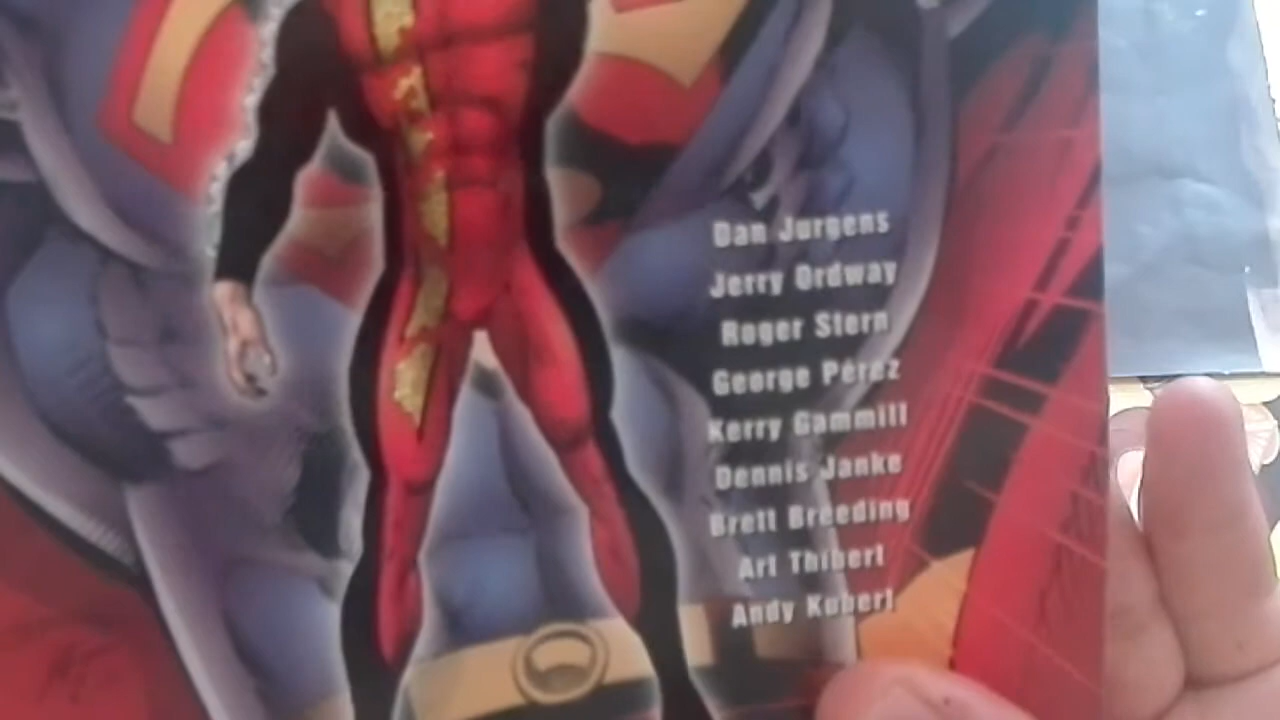 Dan Jurgens
Jerry Ordway
Roger Stern
George Pérez
Kerry Gammill
Dennis Janke
Brett Breeding
Art Thibert
Andy Kubert